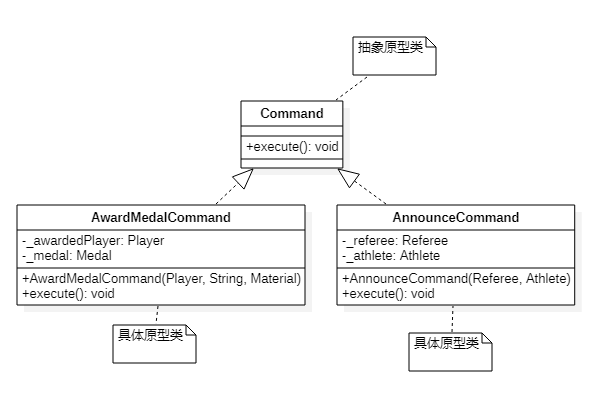 抽象原型类
Command
+execute(): void
AwardMedalCommand
-_awardedPlayer: Player
-_medal: Medal
+AwardMedalCommand(Player, String, Material)
+execute(): void
AnnounceCommand
-_referee: Referee
-_athlete: Athlete
+AnnounceCommand(Referee, Athlete)
+execute(): void
具体原型类
具体原型类